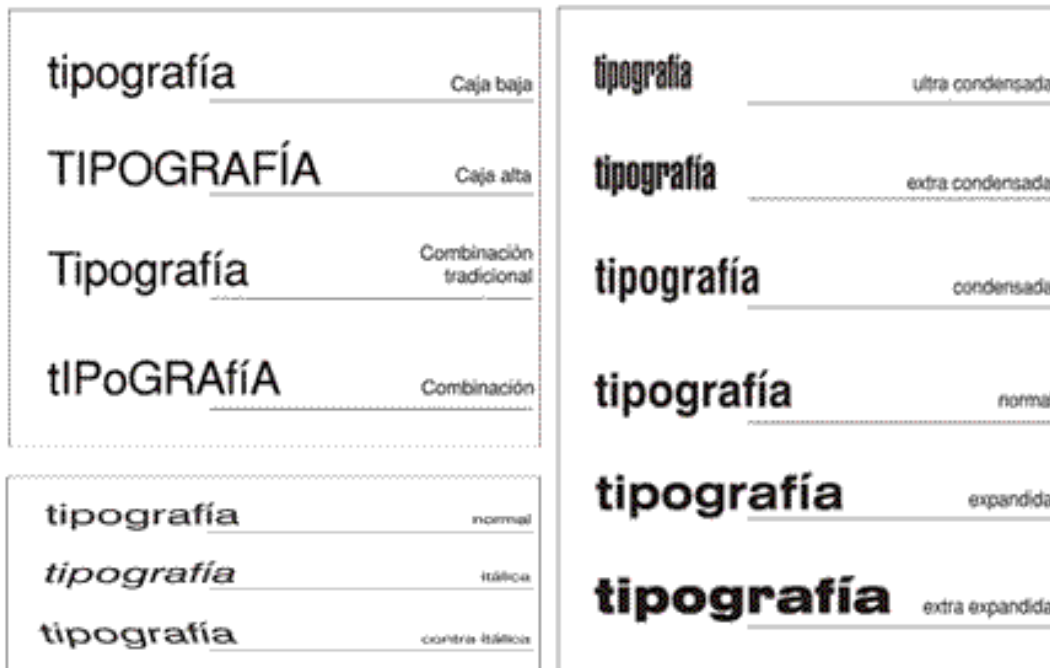 tipografía
Caja baja
TIPOGRAFÍA
Caja alta
Tipografía
Combinación
tradicional
tIPoGRAfíA
Combinación
tipografía
normal
tipografía
itálica
tipografía
contra itálica
tipografía
ultra condensada
tipografía
extra condensada
tipografía
condensada
tipografía
normal
tipografía
expandida
tipografía
extra expandida